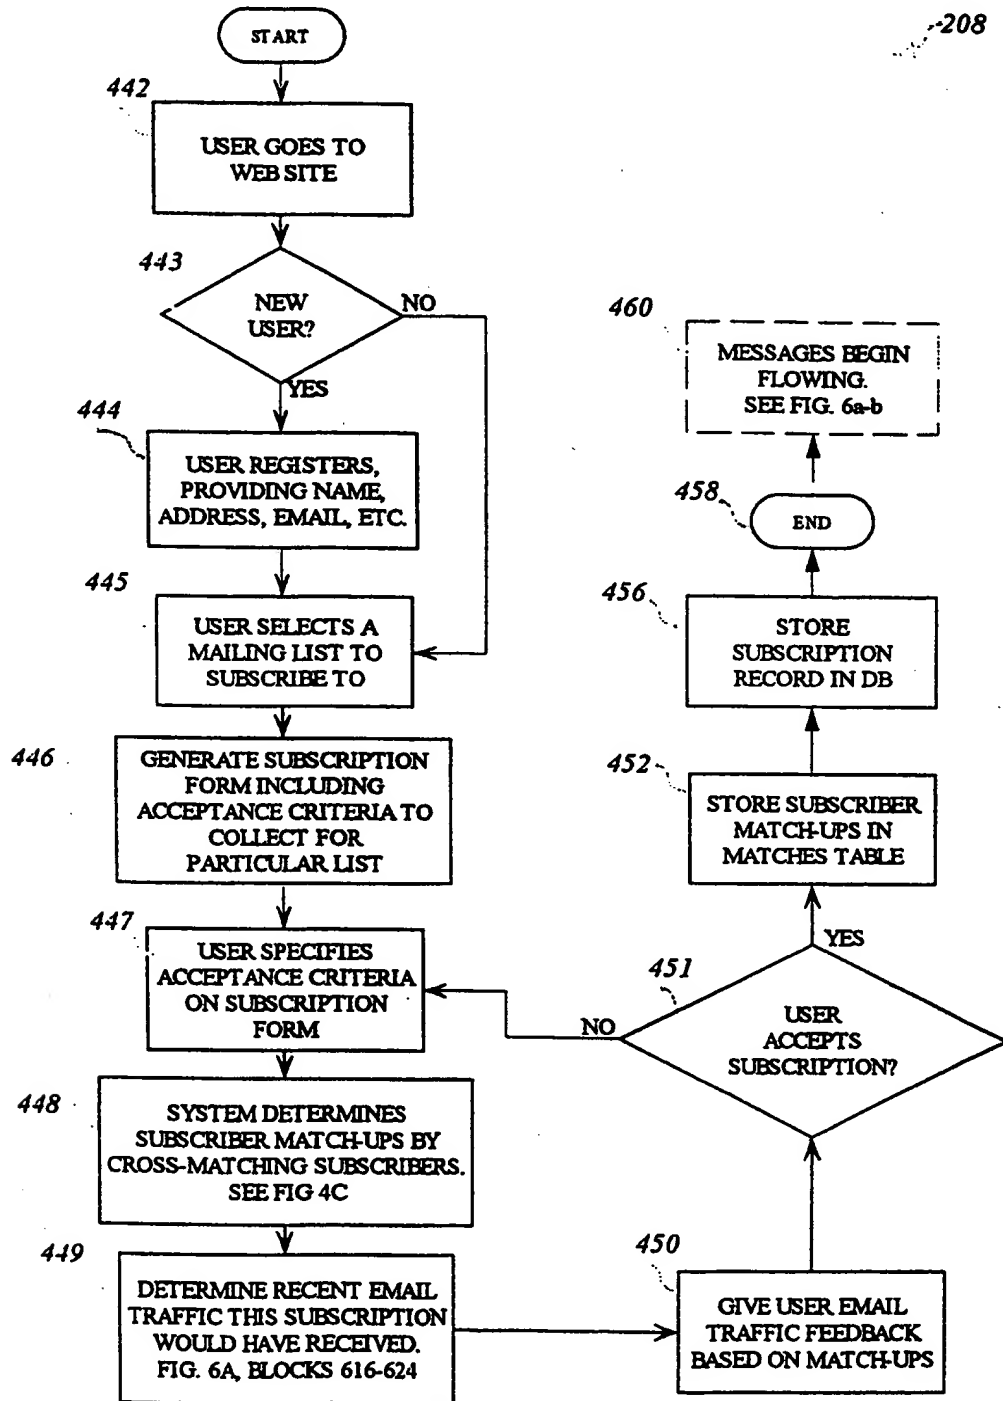 208
START
442
USER GOES TO
WEB SITE
443
NEW
USER?
NO
YES
444
USER REGISTERS,
PROVIDING NAME,
ADDRESS, EMAIL, ETC.
445
USER SELECTS A
MAILING LIST TO
SUBSCRIBE TO
446
GENERATE SUBSCRIPTION
FORM INCLUDING
ACCEPTANCE CRITERIA TO
COLLECT FOR
PARTICULAR LIST
447
USER SPECIFIES
ACCEPTANCE CRITERIA
ON SUBSCRIPTION
FORM
448
SYSTEM DETERMINES
SUBSCRIBER MATCH-UPS BY
CROSS-MATCHING SUBSCRIBERS.
SEE FIG 4C
449
DETERMINE RECENT EMAIL
TRAFFIC THIS SUBSCRIPTION
WOULD HAVE RECEIVED.
FIG. 6A, BLOCKS 616-624
450
GIVE USER EMAIL
TRAFFIC FEEDBACK
BASED ON MATCH-UPS
451
USER
ACCEPTS
SUBSCRIPTION?
NO
YES
452
STORE SUBSCRIBER
MATCH-UPS IN
MATCHES TABLE
456
STORE
SUBSCRIPTION
RECORD IN DB
458
END
460
MESSAGES BEGIN
FLOWING.
SEE FIG. 6a-b